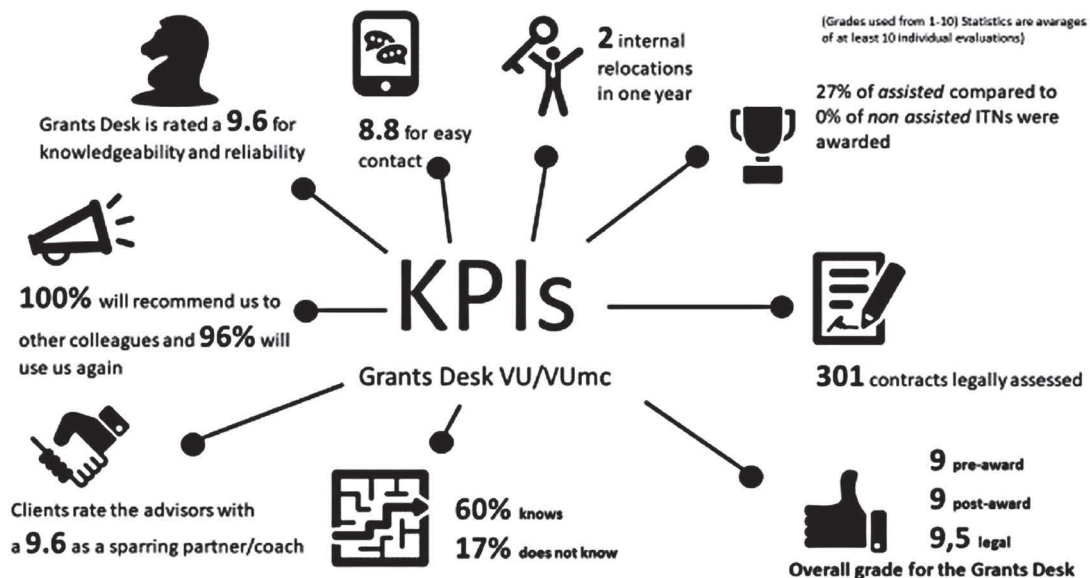 (Grades used from 1-10) Statistics are avarages
of at least 10 individual evaluations)
Grants Desk is rated a 9.6 for
knowledgeability and reliability
8.8 for easy
contact
2 internal
relocations
in one year
27% of assisted compared to
0% of non assisted ITNs were
awarded
100% will recommend us to
other colleagues and 96% will
use us again
KPIs
Grants Desk VU/VUmc
301 contracts legally assessed
Clients rate the advisors with
a 9.6 as a sparring partner/coach
60% knows
17% does not know
9 pre-award
9 post-award
9,5 legal
Overall grade for the Grants Desk